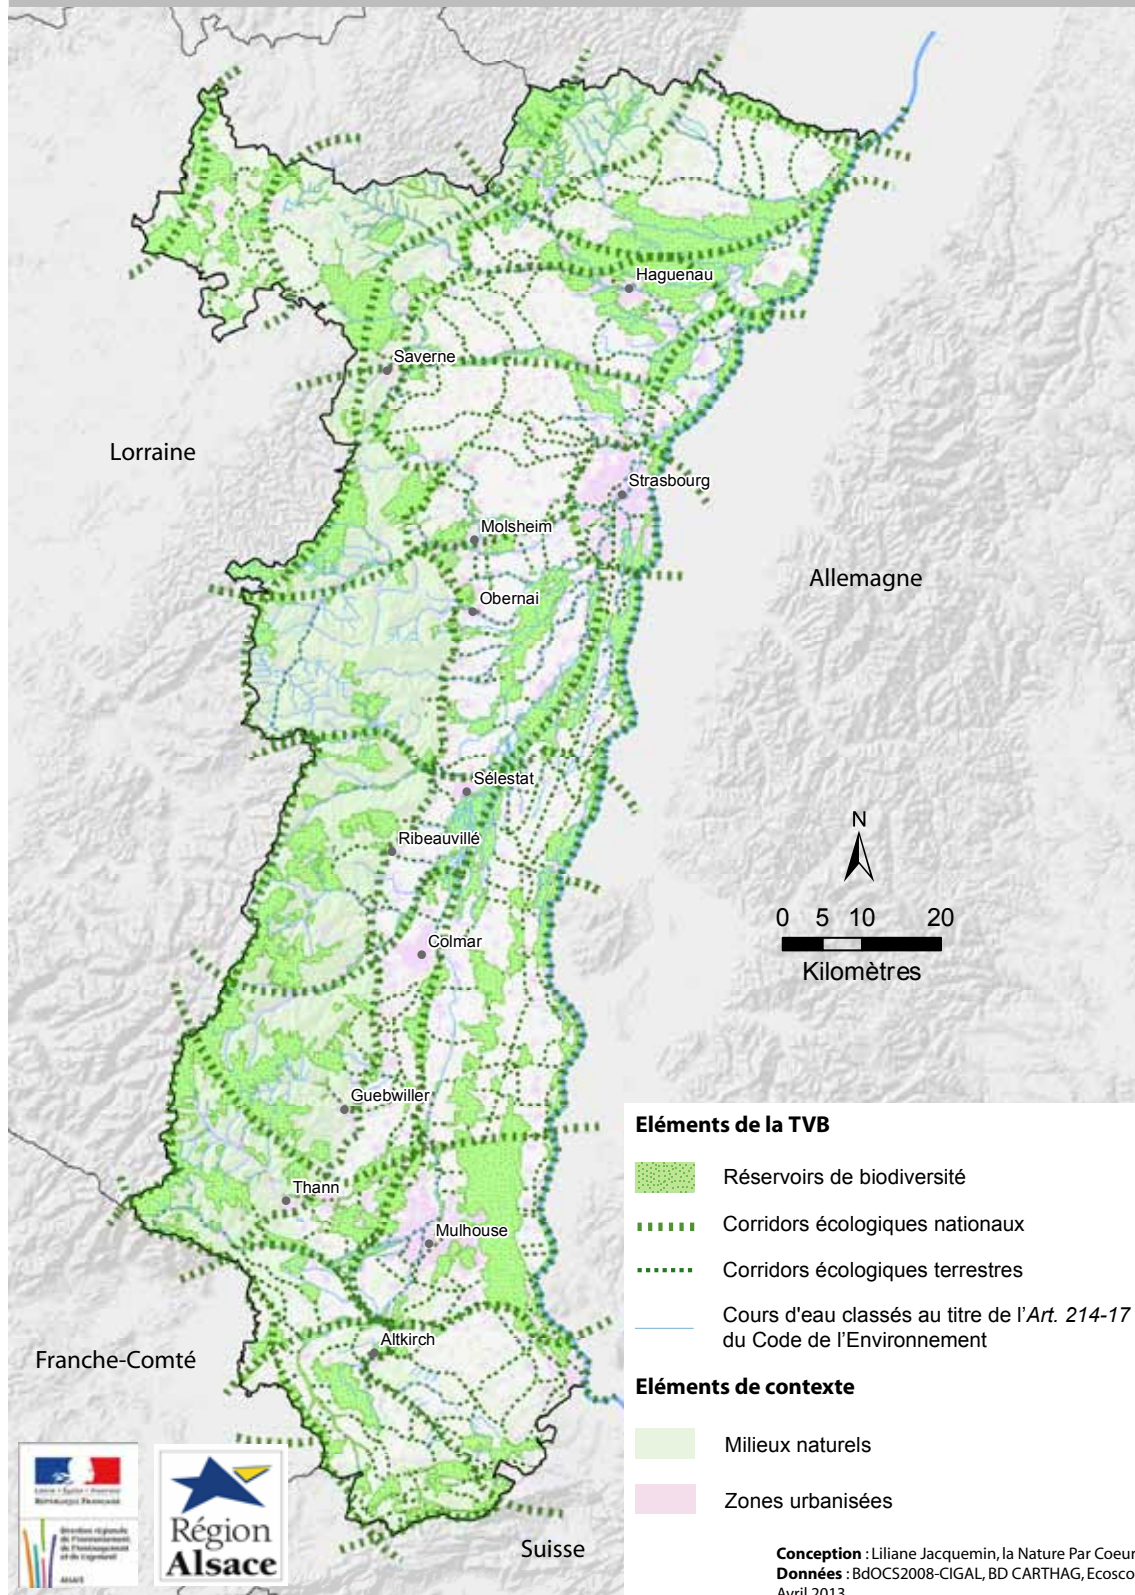 Haguenau
Saverne
Lorraine
Strasbourg
Molsheim
Allemagne
Obernai
Sélestat
Ribeauvillé
N
0 5 10 20
Kilomètres
Colmar
Guebwiller
Thann
Mulhouse
Altkirch
Franche-Comté
Suisse
Eléments de la TVB
Réservoirs de biodiversité
Corridors écologiques nationaux
Corridors écologiques terrestres
Cours d'eau classés au titre de l'Art. 214-17
du Code de l'Environnement
Eléments de contexte
Milieux naturels
Zones urbanisées
Région
Alsace
Conception : Liliane Jacquemin, la Nature Par Coeur
Données : BdOCS2008-CIGAL, BD CARTHAG, Ecosco
Avril 2013